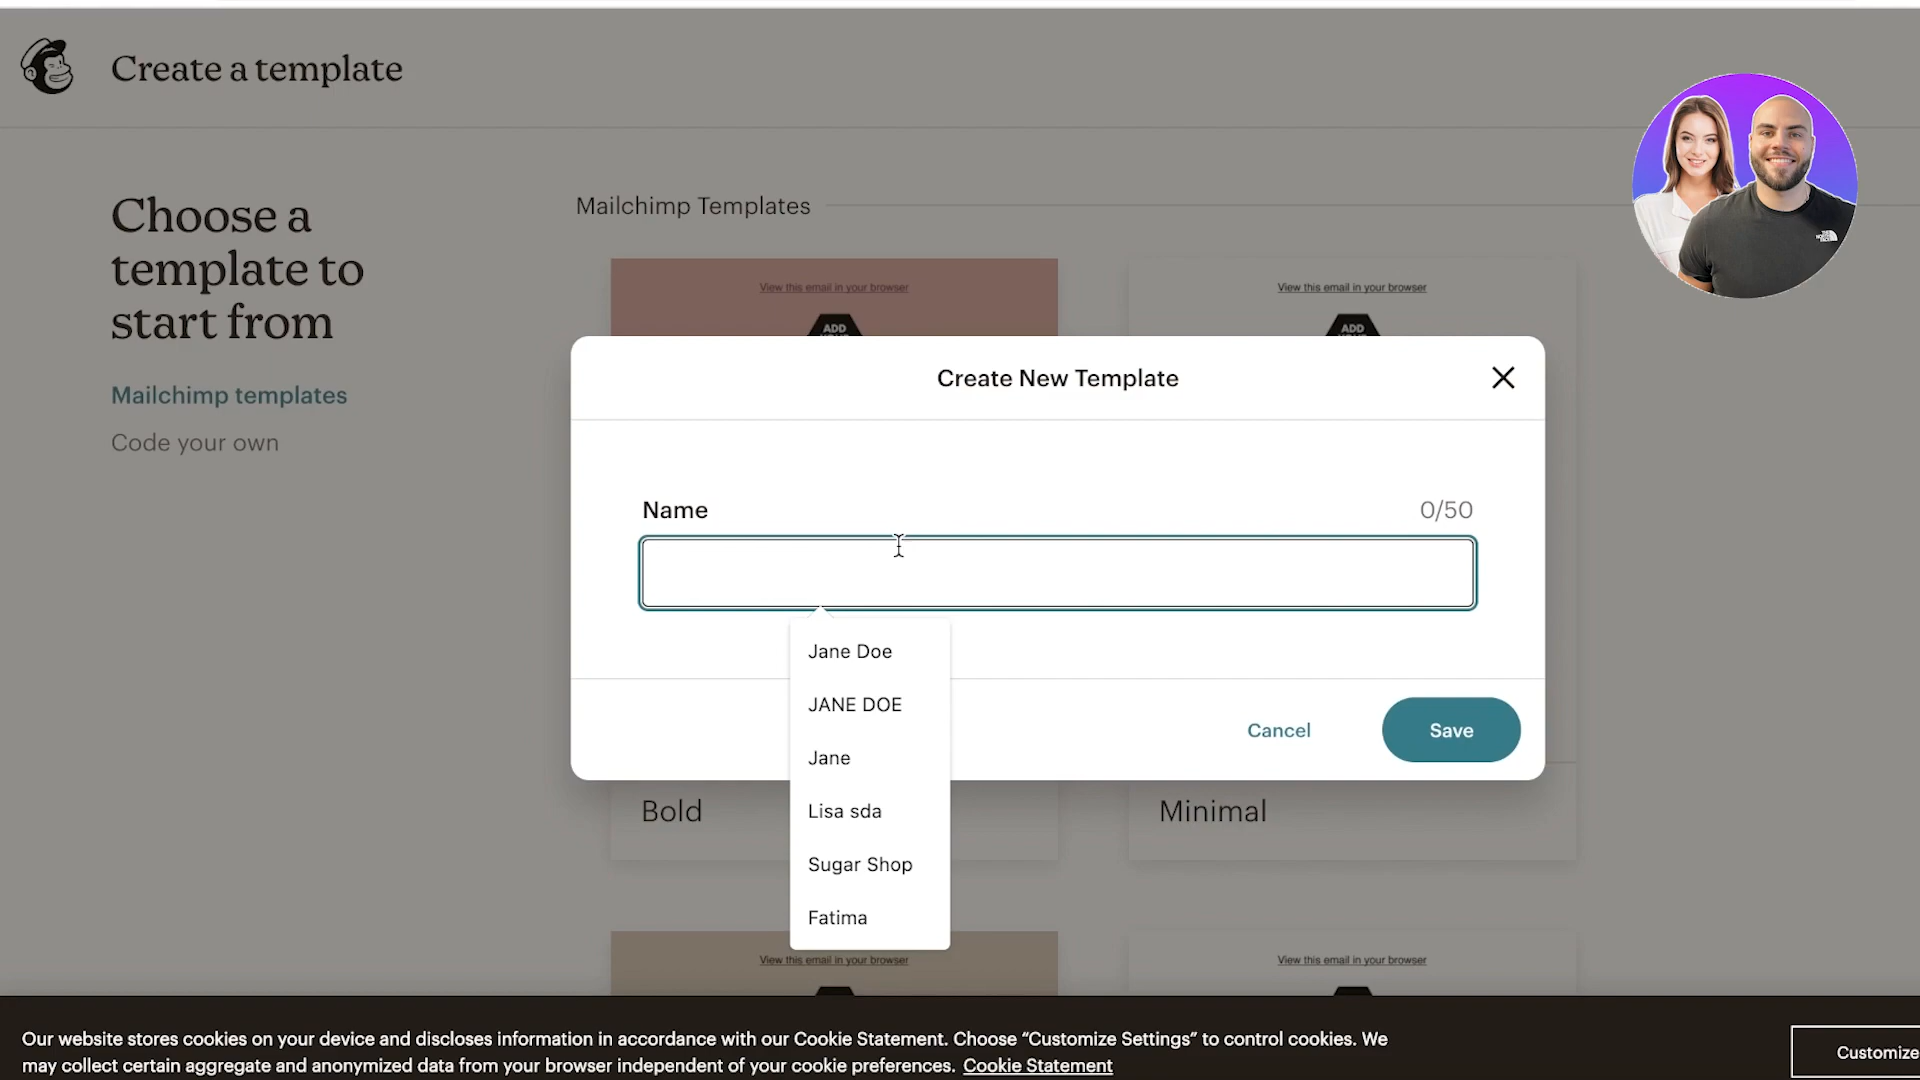 Create a template
Choose a
template to
start from
Mailchimp templates
Code your own
Mailchimp Templates
View this email in your browser
ADD
View this email in your browser
ADD
Create New Template
Name
0/50
Jane Doe
JANE DOE
Jane
Lisa sda
Sugar Shop
Fatima
Cancel
Save
Bold
Minimal
View this email in your browser
View this email in your browser
Our website stores cookies on your device and discloses information in accordance with our Cookie Statement. Choose “Customize Settings” to control cookies. We
may collect certain aggregate and anonymized data from your browser independent of your cookie preferences. Cookie Statement
Customize